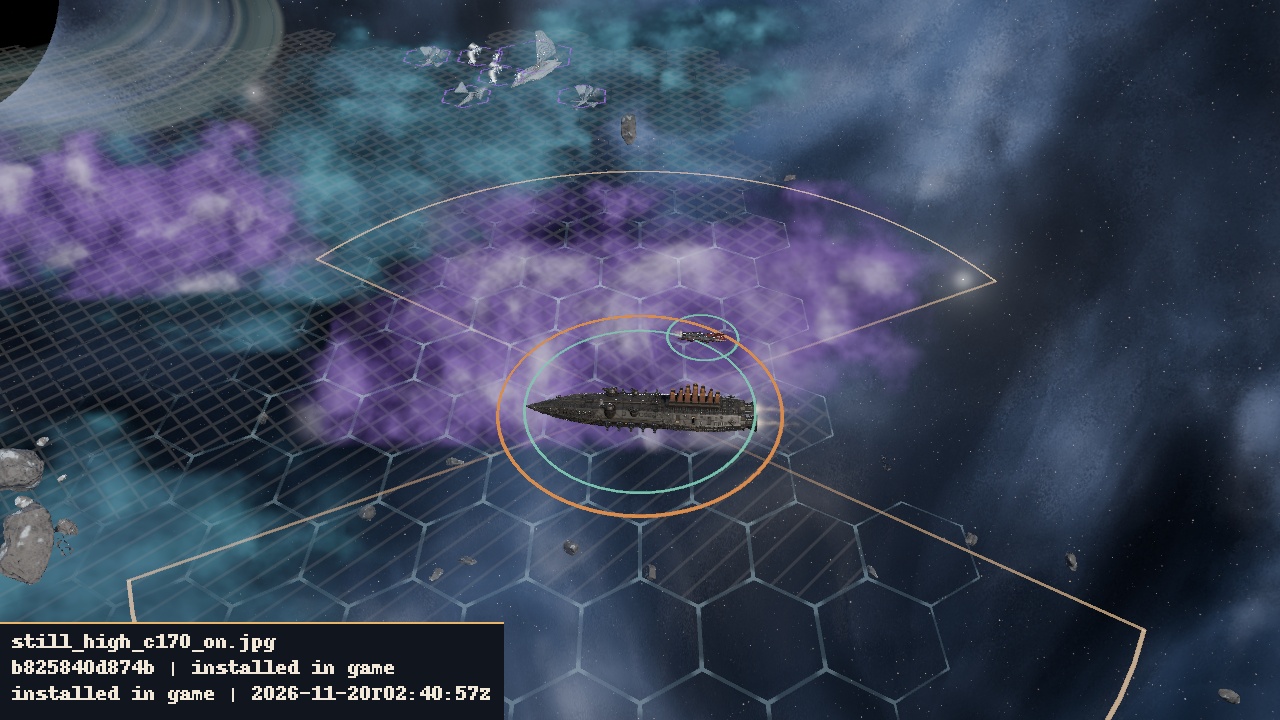 still_high_c170_on.jpg
b825840d874b | installed in game
installed in game | 2026-11-20T02:40:57Z